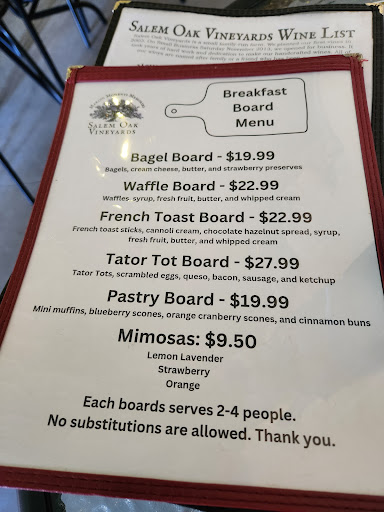 SALEM OAK VINEYARDS WINE LIST
Salem Oak Vineyards is a small
SALEM OAK
VINEYARDS
Breakfast
Board
Menu
Bagel Board - $19.99
Bagels, cream cheese, butter, and strawberry preserves
Waffle Board - $22.99
Waffles syrup, fresh fruit, butter, and whipped cream
French Toast Board - $22.99
French toast sticks, cannoli cream, chocolate hazelnut spread, syrup,
fresh fruit, butter, and whipped cream
Tator Tot Board - $27.99
Tator Tots, scrambled eggs, queso, bacon, sausage, and ketchup
Pastry Board - $19.99
Mini muffins, blueberry scones, orange cranberry scones, and cinnamon buns
Mimosas: $9.50
Lemon Lavender
Strawberry
Orange
Each boards serves 2-4 people.
No substitutions are allowed. Thank you.